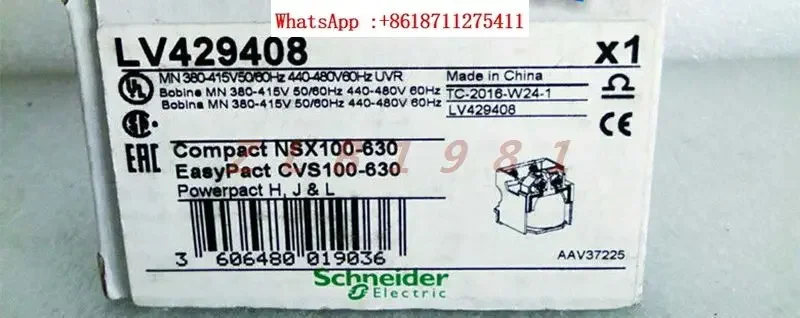 WhatsApp :+8618711275411
LV429408 x1
MN 380-415V50/60Hz 440-480V60Hz UVR
Bobine MN 380-415V 50/60Hz 440-480V 60Hz
Bobina MN 380-415V 50/60Hz 440-480V 60Hz
Made in China
TC-2016-W24-1
LV429408
UL
EAC
CE
Compact NSX100-630
EasyPact CVS100-630
Powerpact H, J & L
3 606480 019036
AAV37225
Schneider
Electric